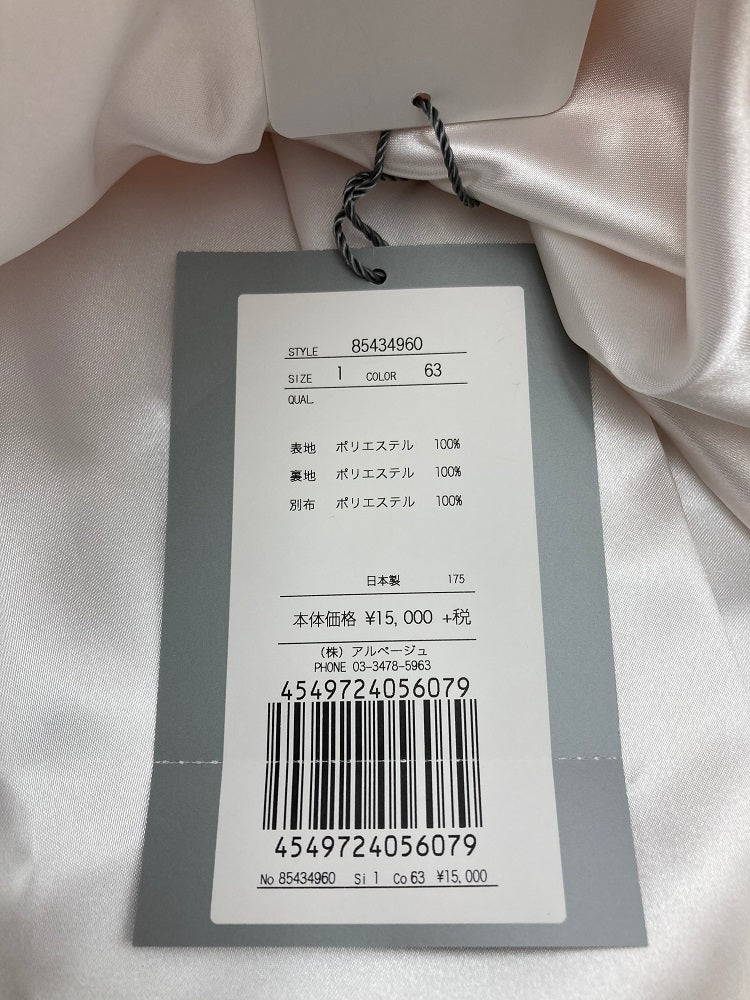 STYLE 85434960
SIZE 1 COLOR 63
QUAL.
表地 ポリエステル 100%
裏地 ポリエステル 100%
別布 ポリエステル 100%
日本製 175
本体価格 ¥15,000 +税
(株) アルページュ
PHONE 03-3478-5963
4549724056079
4549724056079
No 85434960 Si 1 Co 63 ¥15,000